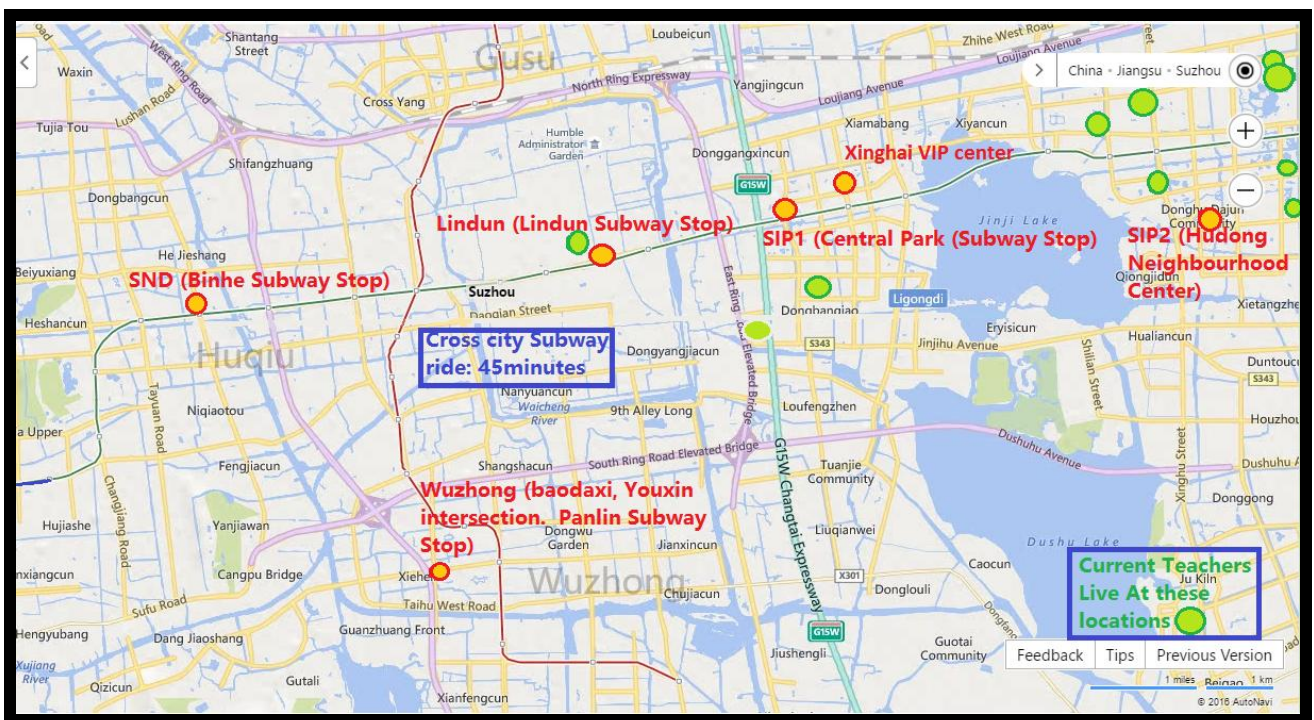 Shantang
Street
Loubeicun
Zhihe West Road
Gusu
Loujiang Avenue
Waxin
West Ring Road
China • Jiangsu • Suzhou
North Ring Expressway
Yangjingcun
Cross Yang
Lushan Road
Loujiang Avenue
Tujia Tou
Humble
Administrator
Garden
Xiamabang
Xiyancun
Shifangzhuang
Donggangxincun
Xinghai VIP center
G15W
Dongbangcun
Lindun (Lindun Subway Stop)
Jinji Lake
SIP1 (Central Park (Subway Stop)
SIP2 (Hudong
Neighbourhood
Center)
He Jieshang
Beiyuxiang
SND (Binhe Subway Stop)
Qiongjidun
Suzhou
Daoqian Street
Ligongdi
Xietangzhe
Donghangqiao
Heshancun
Eryisicun
Hualiancun
Huqiu
Cross city Subway
ride: 45minutes
Dongyangjiacun
S343
Jinjihu Avenue
Shilian Street
Duntou
S343
Nanyuancun
Waicheng
River
9th Alley Long
Loufengzhen
Niqiaotou
Tayuan Road
Houzhou
a Upper
Dushuhu Avenue
Fengjiacun
Shangshacun
South Ring Road Elevated Bridge
Tuanjie
Community
Xinghu Street
Dushuhu A
G15W Changtai Expressway
Wuzhong (baodaxi, Youxin
intersection. Panlin Subway
Stop)
Changjiang Road
Donggong
Hujiashe
Yanjiawan
Dongwu
Garden
Jianxincun
Liuqianwei
Dushu Lake
nxiangcun
Cangpu Bridge
Xiehe
Wuzhong
Chujiacun
X301
Donglouli
Caocun
Current Teachers
Live At these
locations
Ju Kiln
Sufu Road
Taihu West Road
Hengyubang
Dang Jiaoshang
Guanzhuang Front
G15W
Guotai
Community
Jiushengli
Feedback
Tips
Previous Version
Xujiang
River
Qizicun
Gutali
Xianfengcun
1 miles
Beigao
1 km
© 2016 AutoNavi